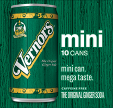 Vernors
mini
10 CANS
mini can.
mega taste.
CAFFEINE FREE
THE ORIGINAL GINGER SODA